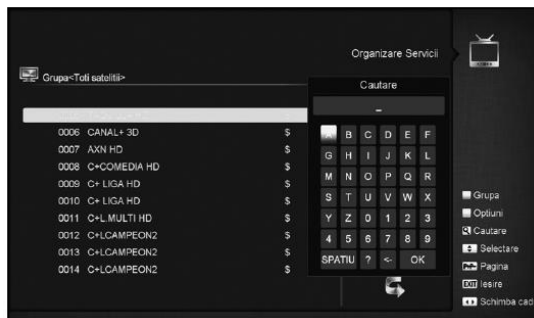 Organizare Servicii
Grupa<Toti satelitii>
Cautare
_
0006 CANAL+ 3D $
0007 AXN HD $
0008 C+COMEDIA HD $
0009 C+ LIGA HD $
0010 C+ LIGA HD $
0011 C+L.MULTI HD $
0012 C+LCAMPEON2 $
0013 C+LCAMPEON2 $
0014 C+LCAMPEON2 $
A B C D E F
G H I J K L
M N O P Q R
S T U V W X
Y Z 0 1 2 3
4 5 6 7 8 9
SPATIU ? <- OK
Grupa
Optiuni
Cautare
Selectare
Pagina
EXIT Iesire
Schimba cad